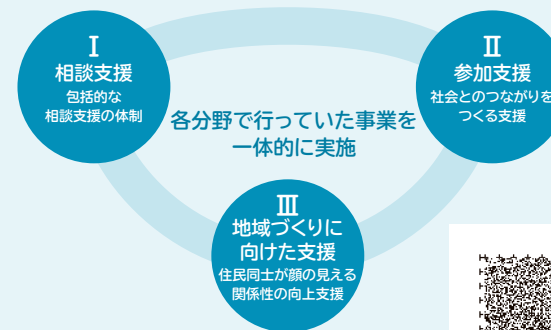 Ⅰ
相談支援
包括的な
相談支援の体制
Ⅱ
参加支援
社会とのつながりを
つくる支援
各分野で行っていた事業を
一体的に実施
Ⅲ
地域づくりに
向けた支援
住民同士が顔の見える
関係性の向上支援